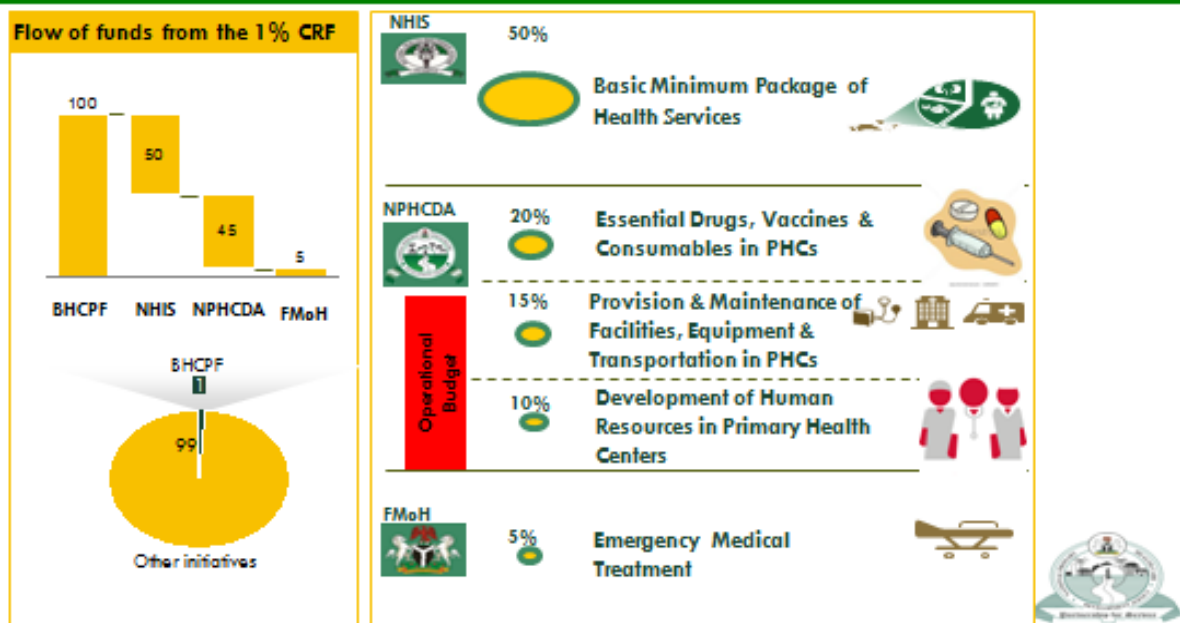 Flow of funds from the 1% CRF
100
50
45
5
BHCPF
NHIS
NPHCDA
FMoH
BHCPF
1
99
Other initiatives
NHIS
50%
Basic Minimum Package of
Health Services
NPHCDA
20%
Essential Drugs, Vaccines &
Consumables in PHCs
Operational
Budget
15%
Provision & Maintenance of
Facilities, Equipment &
Transportation in PHCs
10%
Development of Human
Resources in Primary Health
Centers
FMoH
5%
Emergency Medical
Treatment